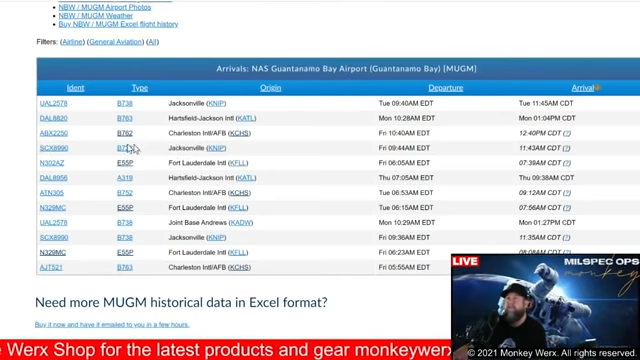 NBW / MUGM Airport Photos
NBW / MUGM Weather
Buy NBW / MUGM Excel flight history
Filters: (Airline) (General Aviation) (All)
Arrivals: NAS Guantanamo Bay Airport (Guantanamo Bay) [MUGM]
Ident Type Origin Departure Arrival
UAL2578 B738 Jacksonville (KNIP) Tue 09:40AM EDT Tue 11:45AM CDT
DAL8820 B763 Hartsfield-Jackson Intl (KATL) Mon 10:28AM EDT Mon 01:04PM CDT
ABX2250 B762 Charleston Intl/AFB (KCHS) Fri 10:40AM EDT 12:40PM CDT (?)
SCX8990 Jacksonville (KNIP) Fri 09:44AM EDT 11:43AM CDT (?)
N302AZ E55P Fort Lauderdale Intl (KFLL) Fri 06:05AM EDT 07:39AM CDT (?)
DAL8956 A319 Hartsfield-Jackson Intl (KATL) Thu 07:05AM EDT Thu 09:38AM CDT
ATN305 B752 Charleston Intl/AFB (KCHS) Tue 06:53AM EDT 09:12AM CDT (?)
N329MC E55P Fort Lauderdale Intl (KFLL) Tue 06:15AM EDT 07:56AM CDT (?)
UAL2578 B738 Joint Base Andrews (KADW) Mon 10:29AM EDT Mon 01:27PM CDT
SCX8990 B738 Jacksonville (KNIP) Fri 09:36AM EDT 11:35AM CDT (?)
N329MC E55P Fort Lauderdale Intl (KFLL) Fri 06:23AM EDT 08:08AM CDT (?)
AJT521 B763 Charleston Intl/AFB (KCHS) Fri 05:55AM EDT
LIVE MILSPEC OPS
monkey
Need more MUGM historical data in Excel format?
Buy it now and have it emailed to you in a few hours.
e Werx Shop for the latest products and gear monkeywerx
© 2021 Monkey Werx. All rights reserved.